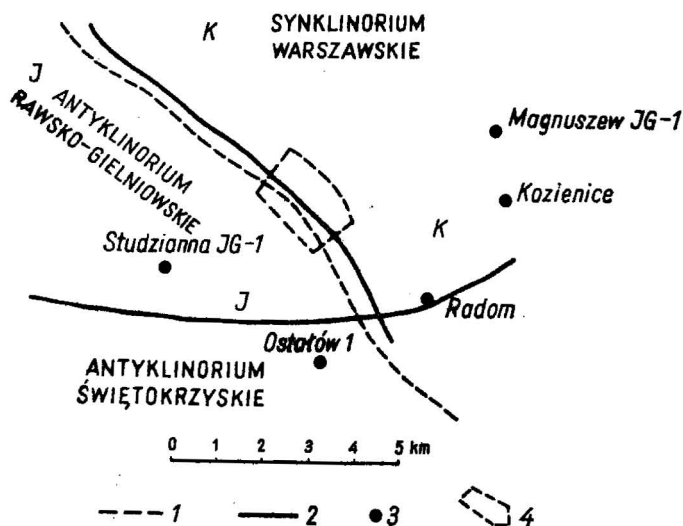 K
SYNKLINORIUM
WARSZAWSKIE
J
ANTYKLINORIUM
RAWSKO-GIELNIOWSKIE
Magnuszew JG-1
Kozienice
K
Studzianna JG-1
J
Radom
Ostałów 1
ANTYKLINORIUM
ŚWIĘTOKRZYSKIE
0 1 2 3 4 5 km
1 2 3 4